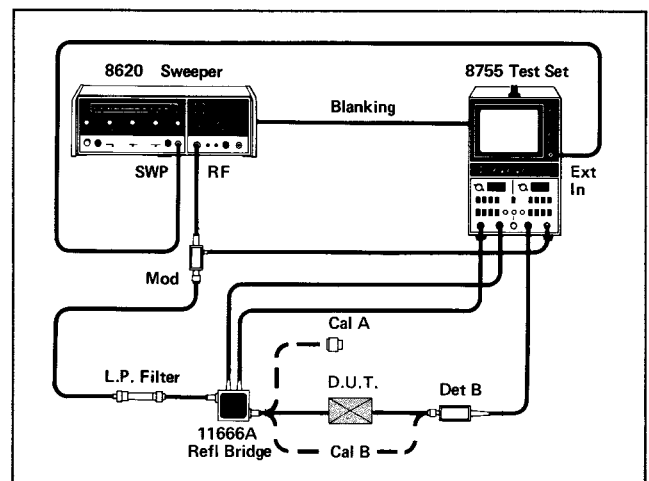 8620 Sweeper
8755 Test Set
Blanking
SWP
RF
Ext
In
Mod
Cal A
L.P. Filter
D.U.T.
Det B
11666A
Refl Bridge
Cal B